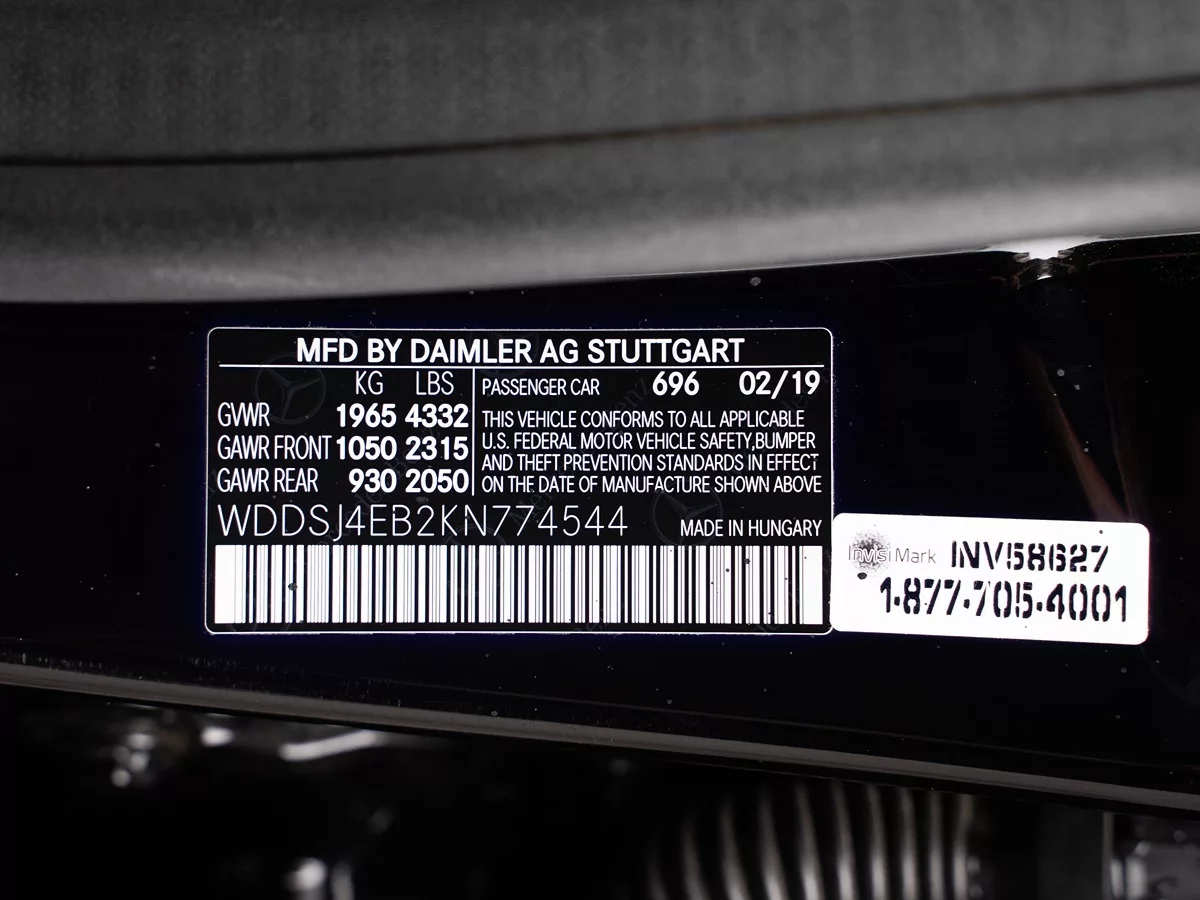 MFD BY DAIMLER AG STUTTGART
KG LBS
GVWR 1965 4332
GAWR FRONT 1050 2315
GAWR REAR 930 2050
PASSENGER CAR 696 02/19
THIS VEHICLE CONFORMS TO ALL APPLICABLE
U.S. FEDERAL MOTOR VEHICLE SAFETY,BUMPER
AND THEFT PREVENTION STANDARDS IN EFFECT
ON THE DATE OF MANUFACTURE SHOWN ABOVE
WDDSJ4EB2KN774544
MADE IN HUNGARY
InvisiMark INV58627
1-877-705-4001